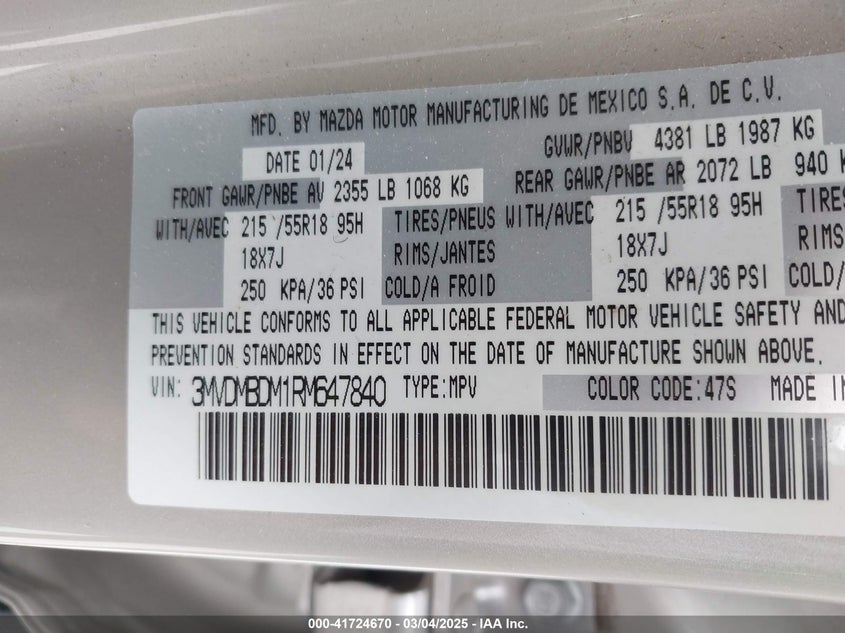 MFD. BY MAZDA MOTOR MANUFACTURING DE MEXICO S.A. DE C.V.
DATE 01/24 GVWR/PNBV 4381 LB 1987 KG
FRONT GAWR/PNBE AV 2355 LB 1068 KG REAR GAWR/PNBE AR 2072 LB 940 K
WITH/AVEC 215 /55R18 95H TIRES/PNEUS WITH/AVEC 215 /55R18 95H TIRES/
18X7J RIMS/JANTES 18X7J RIMS
250 KPA/36 PSI COLD/A FROID 250 KPA/36 PSI COLD/
THIS VEHICLE CONFORMS TO ALL APPLICABLE FEDERAL MOTOR VEHICLE SAFETY AND
PREVENTION STANDARDS IN EFFECT ON THE DATE OF MANUFACTURE SHOWN ABOVE.
VIN: 3MVDMBDM1RM647840 TYPE:MPV COLOR CODE:47S MADE IN
000-41724670 — 03/04/2025 — IAA Inc.